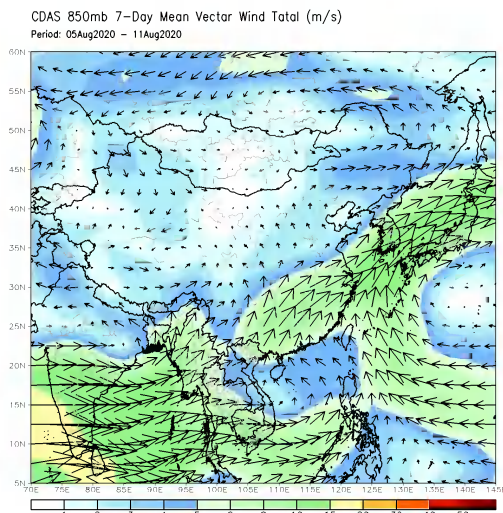 CDAS 850mb 7-Day Mean Vectar Wind Tatal (m/s)
Period: 05Aug2020 - 11Aug2020
60N
55N
50N
45N
40N
35N
30N
25N
20N
15N
10N
5N
70E 75E 80E 85E 90E 95E 100E 105E 110E 115E 120E 125E 130E 135E 140E 145E